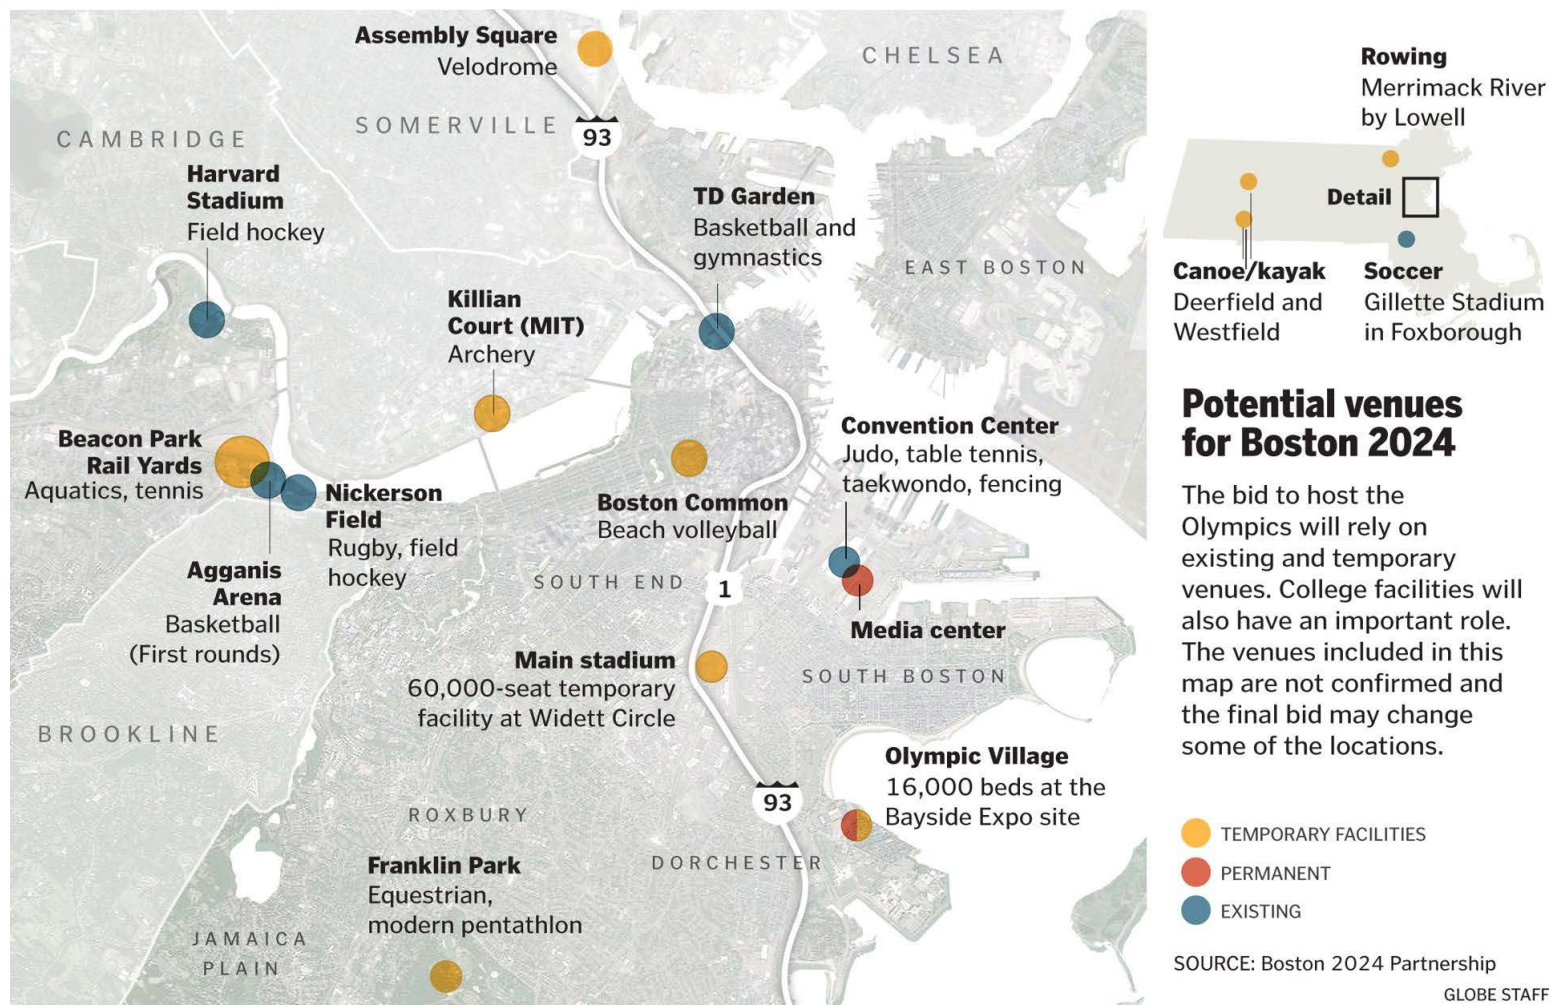 Assembly Square
Velodrome
CHELSEA
SOMERVILLE
93
CAMBRIDGE
Harvard
Stadium
Field hockey
TD Garden
Basketball and
gymnastics
EAST BOSTON
Killian
Court (MIT)
Archery
Beacon Park
Rail Yards
Aquatics, tennis
Nickerson
Field
Rugby, field
hockey
Agganis
Arena
Basketball
(First rounds)
Boston Common
Beach volleyball
Convention Center
Judo, table tennis,
taekwondo, fencing
SOUTH END
1
Media center
Main stadium
60,000-seat temporary
facility at Widett Circle
SOUTH BOSTON
BROOKLINE
Olympic Village
16,000 beds at the
Bayside Expo site
93
ROXBURY
DORCHESTER
Franklin Park
Equestrian,
modern pentathlon
JAMAICA
PLAIN
Rowing
Merrimack River
by Lowell
Detail
Canoe/kayak
Deerfield and
Westfield
Soccer
Gillette Stadium
in Foxborough
Potential venues
for Boston 2024
The bid to host the
Olympics will rely on
existing and temporary
venues. College facilities will
also have an important role.
The venues included in this
map are not confirmed and
the final bid may change
some of the locations.
TEMPORARY FACILITIES
PERMANENT
EXISTING
SOURCE: Boston 2024 Partnership
GLOBE STAFF